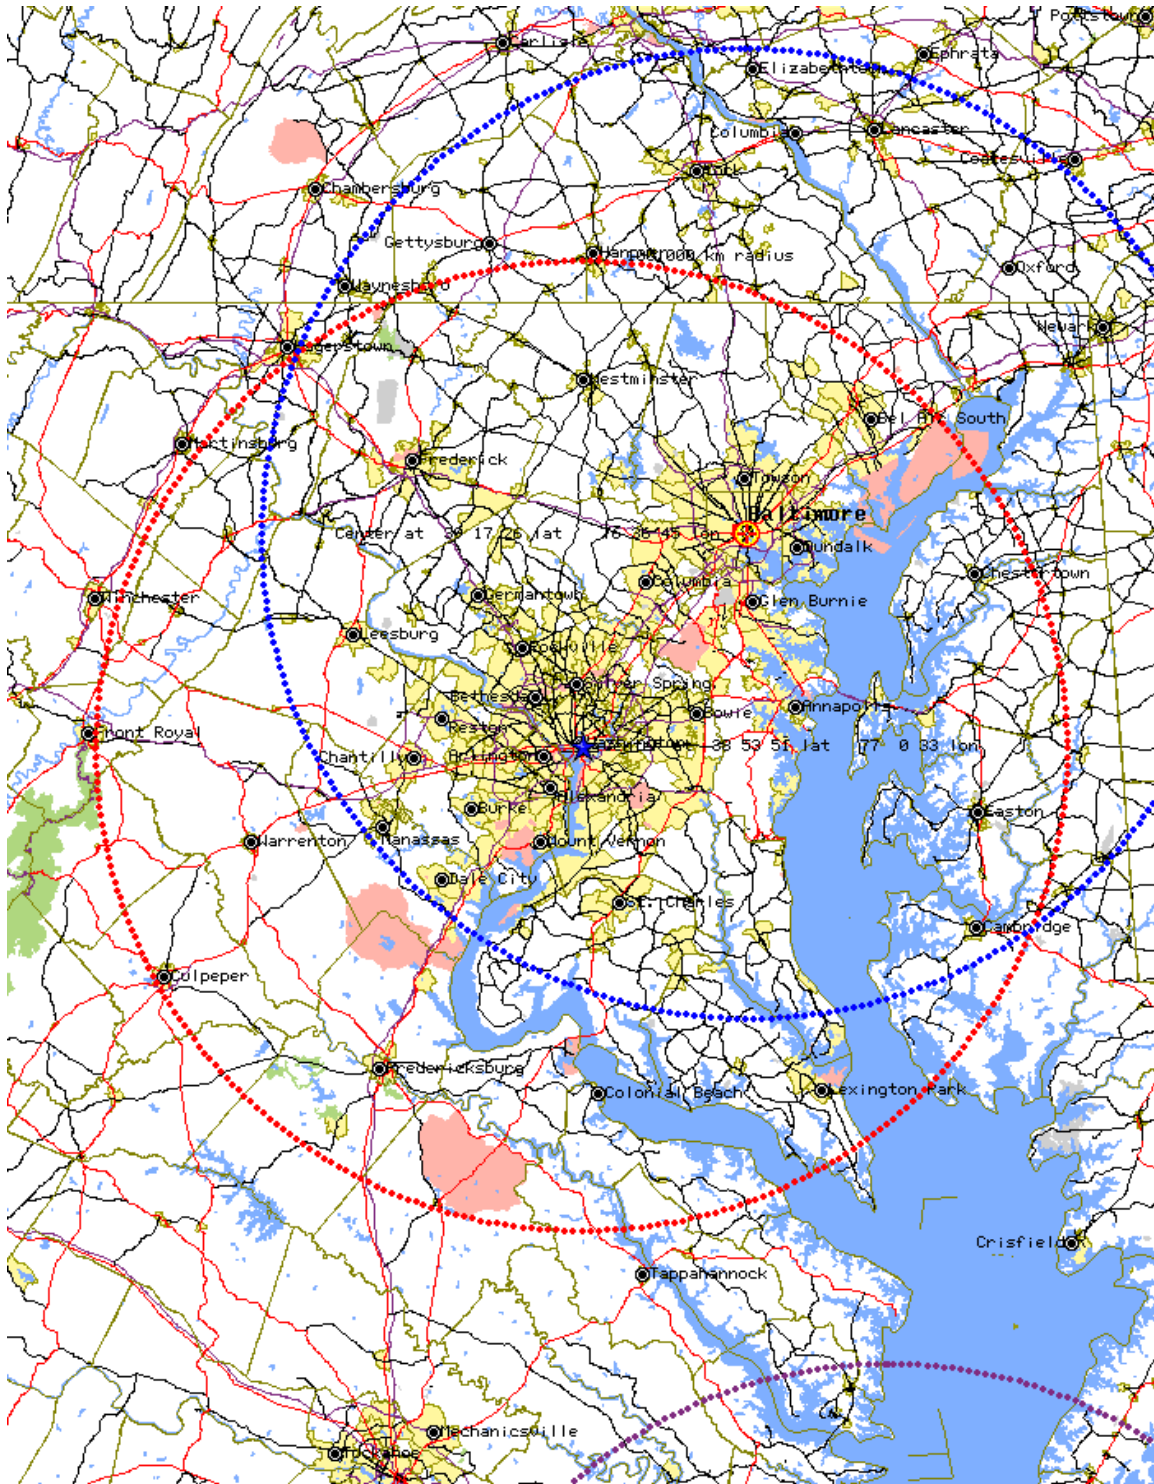 Pottstown
Carlisle
Ephrata
Elizabethtown
Columbia
Lancaster
Coatesville
York
Chambersburg
Gettysburg
Hanover
km radius
Oxford
Waynesboro
Newark
Hagerstown
Westminster
Bel Air South
Martinsburg
Frederick
Towson
Baltimore
Center at 39 17 26 lat 76 36 45 lon
Dundalk
Columbia
Chestertown
Germantown
Winchester
Glen Burnie
Leesburg
Rockville
Silver Spring
Bethesda
Annapolis
Bowie
Reston
Front Royal
38 53 51 lat 77 0 33 lon
Chantilly
Arlington
Alexandria
Burke
Easton
Manassas
Warrenton
Mount Vernon
Dale City
St. Charles
Cambridge
Culpeper
Fredericksburg
Colonial Beach
Lexington Park
Crisfield
Tappahannock
Mechanicsville
Tuckahoe